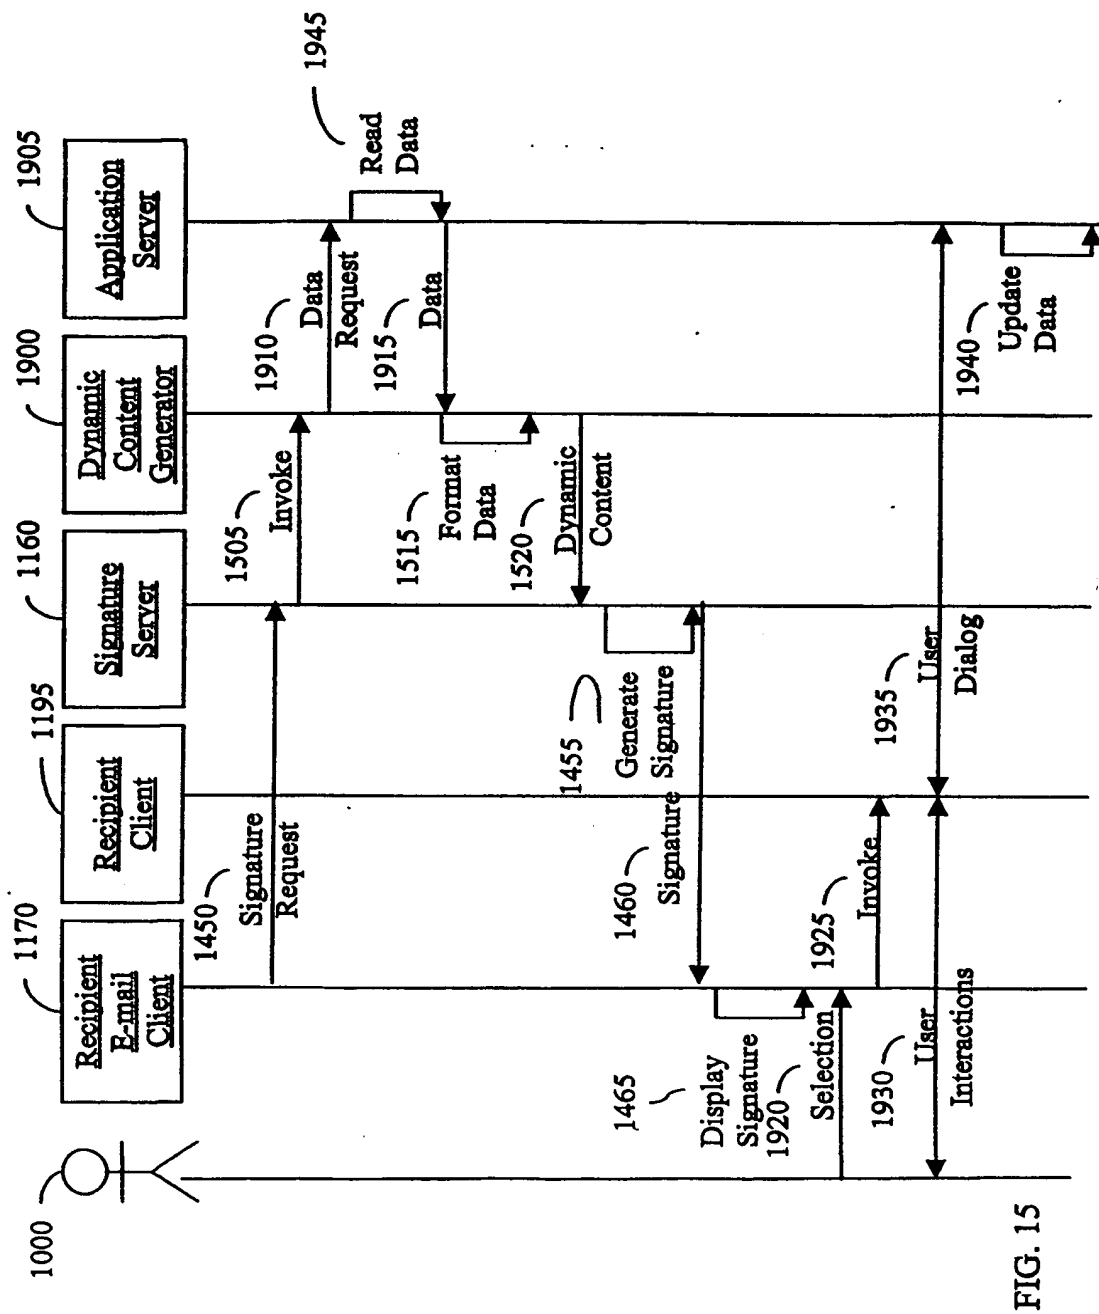 1000
1170
Recipient
E-mail
Client
1195
Recipient
Client
1160
Signature
Server
1900
Dynamic
Content
Generator
1905
Application
Server
1450
Signature
Request
1505
Invoke
1910
Data
Request
1945
Read
Data
1915
Data
1515
Format
Data
1520
Dynamic
Content
1455
Generate
Signature
1460
Signature
1465
Display
Signature
1920
Selection
1925
Invoke
1930
User
Interactions
1935
User
Dialog
1940
Update
Data
FIG. 15